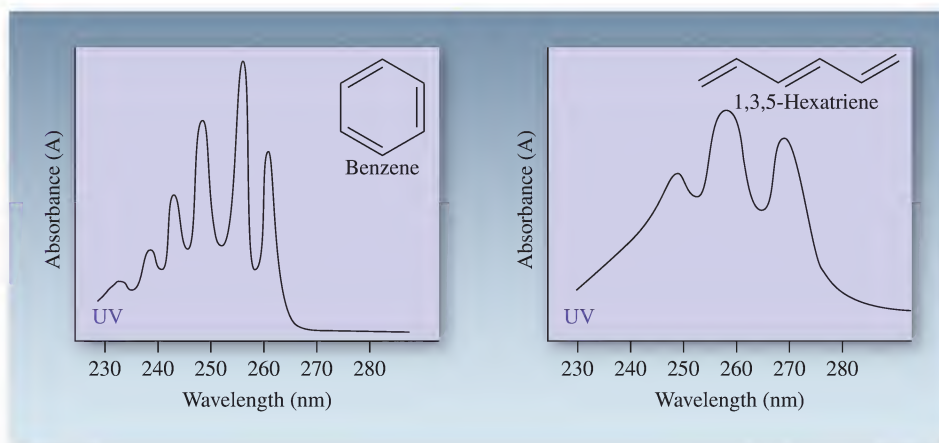 Absorbance (A)
Benzene
UV
230 240 250 260 270 280
Wavelength (nm)
Absorbance (A)
1,3,5-Hexatriene
UV
230 240 250 260 270 280
Wavelength (nm)